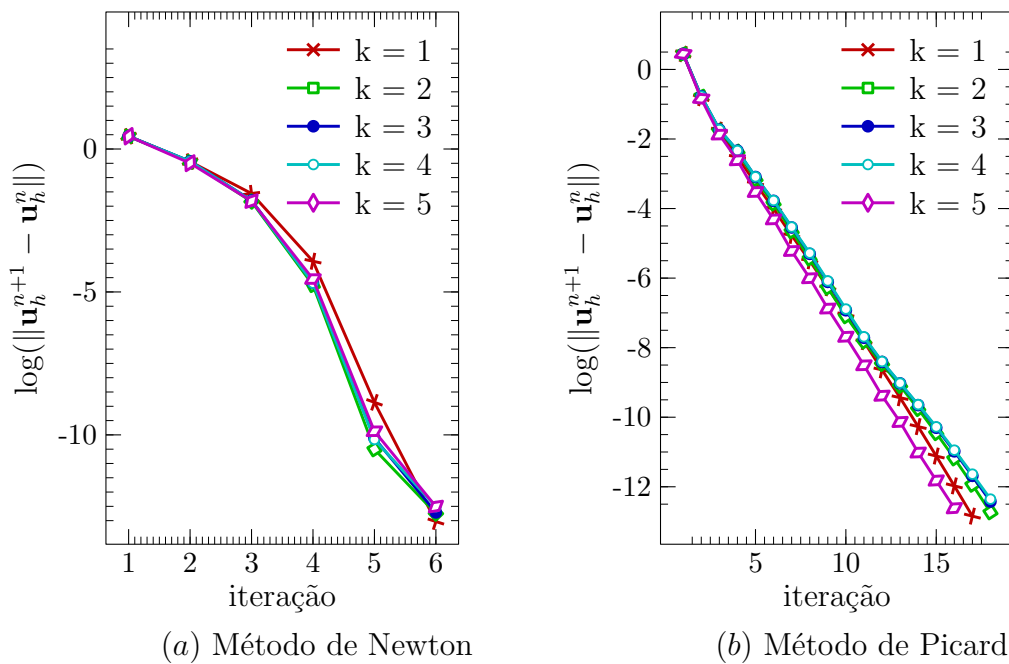 k = 1
k = 2
k = 3
k = 4
k = 5
0
-5
-10
log(∥u_h^{n+1} − u_h^n∥)
1 2 3 4 5 6
iteração
(a) Método de Newton
k = 1
k = 2
k = 3
k = 4
k = 5
0
-2
-4
-6
-8
-10
-12
log(∥u_h^{n+1} − u_h^n∥)
5 10 15
iteração
(b) Método de Picard